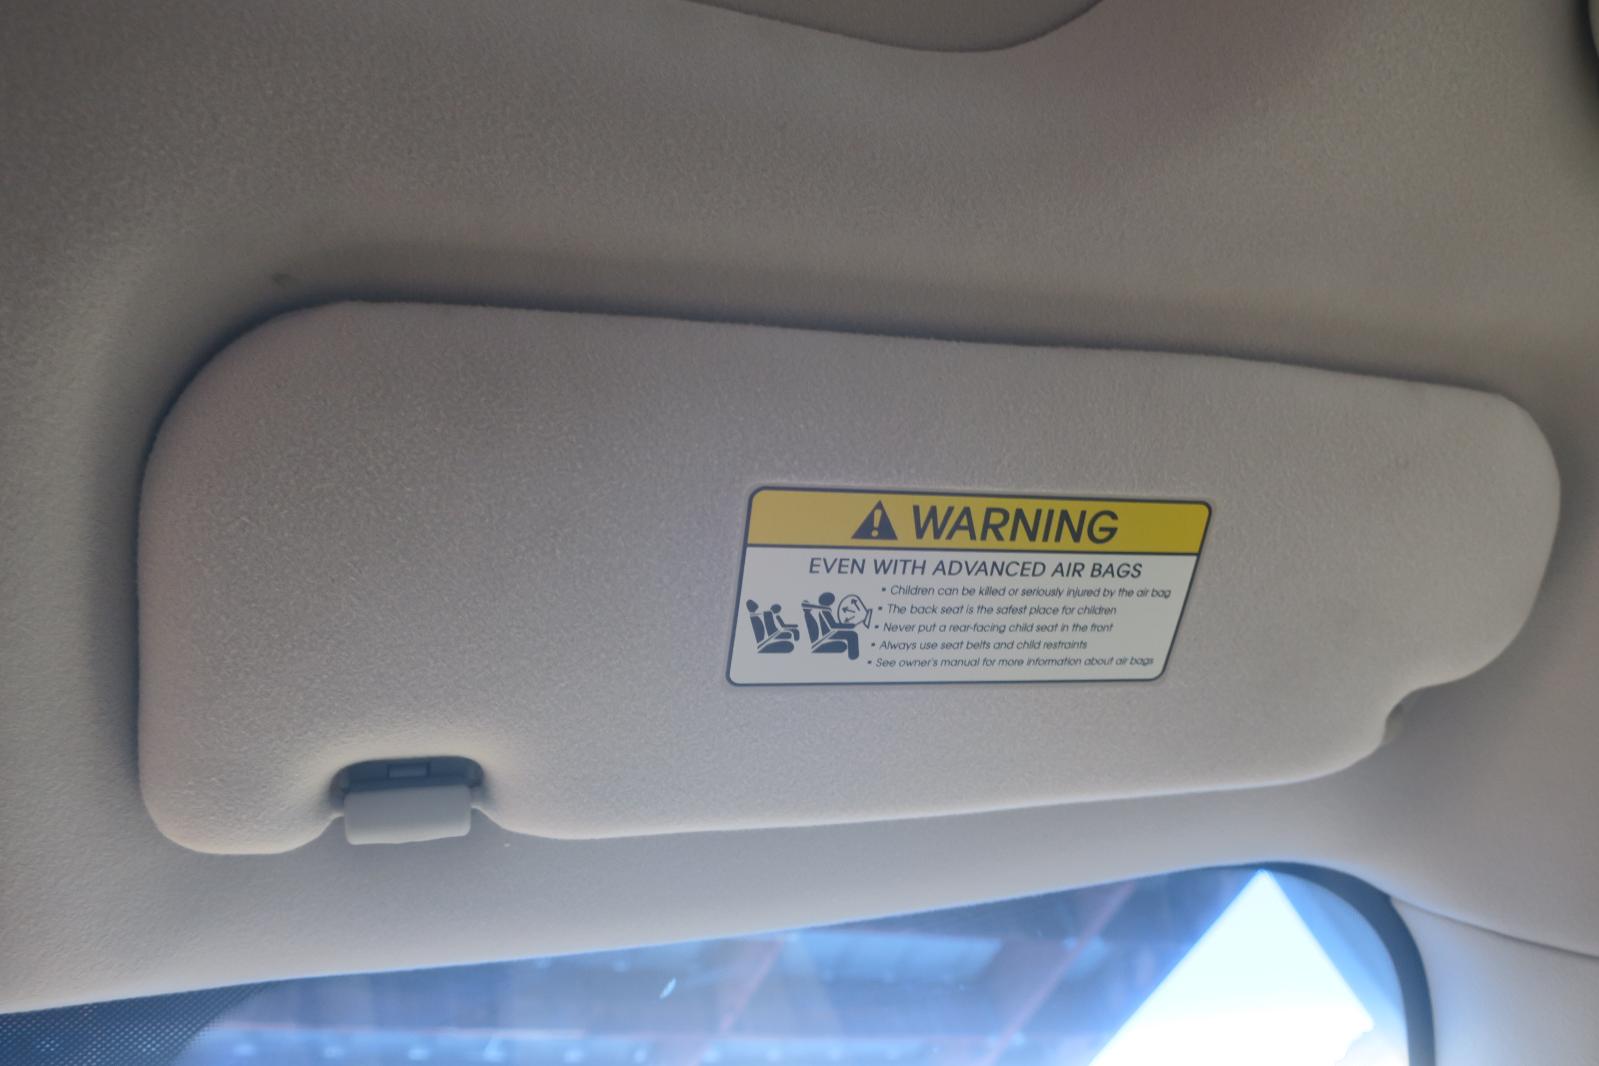 WARNING
EVEN WITH ADVANCED AIR BAGS
• Children can be killed or seriously injured by the air bag
• The back seat is the safest place for children
• Never put a rear-facing child seat in the front
• Always use seat belts and child restraints
• See owner's manual for more information about air bags